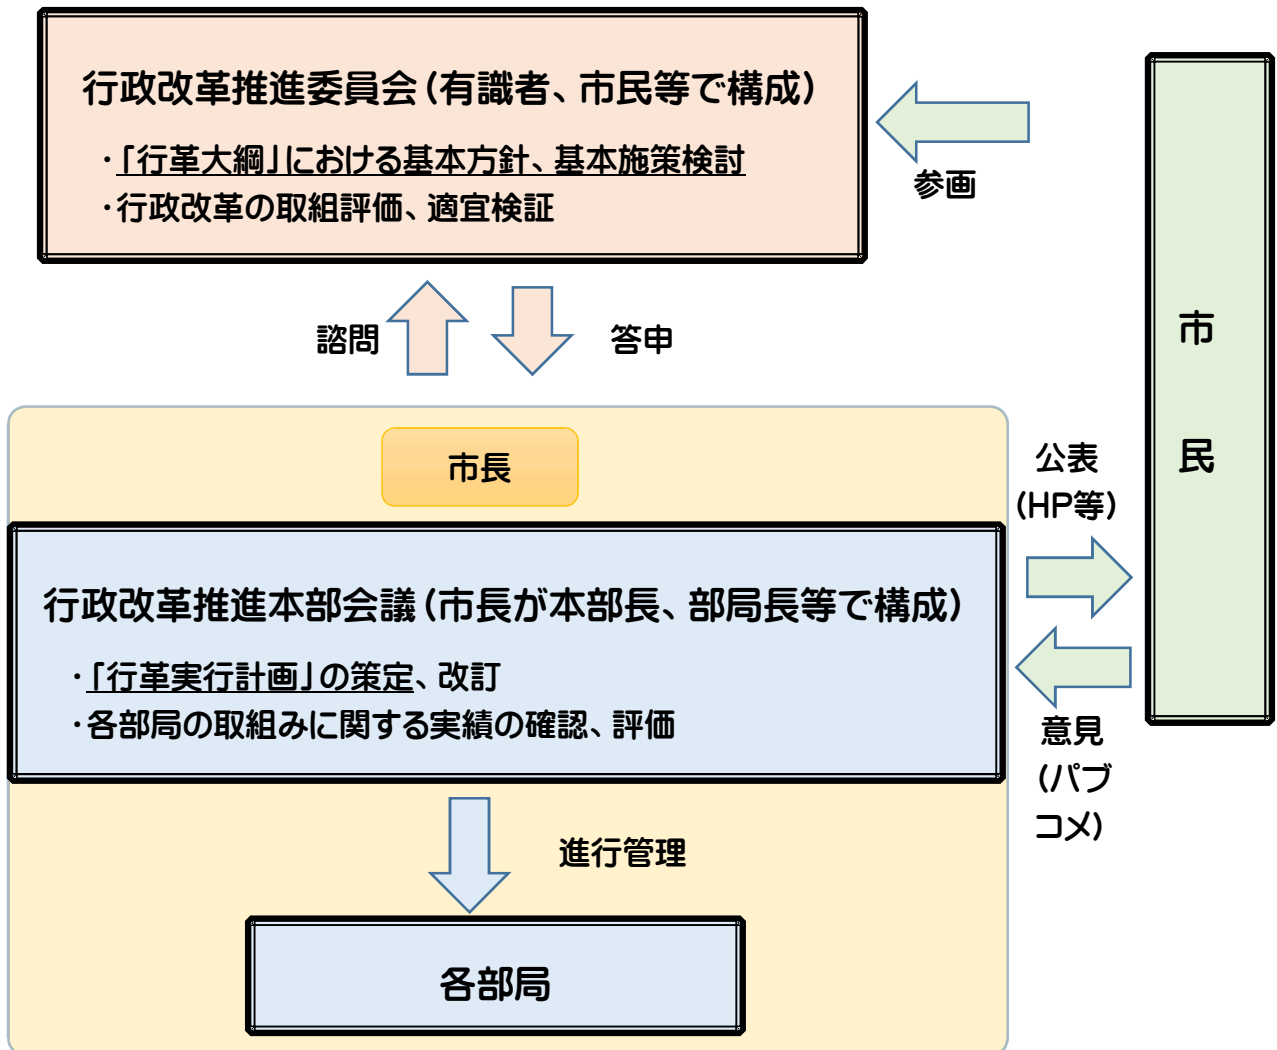 行政改革推進委員会（有識者、市民等で構成）
・「行革大綱」における基本方針、基本施策検討
・行政改革の取組評価、適宜検証
参画
諮問
答申
市民
市長
公表
（HP等）
行政改革推進本部会議（市長が本部長、部局長等で構成）
・「行革実行計画」の策定、改訂
・各部局の取組みに関する実績の確認、評価
意見
（パブ
コメ）
進行管理
各部局